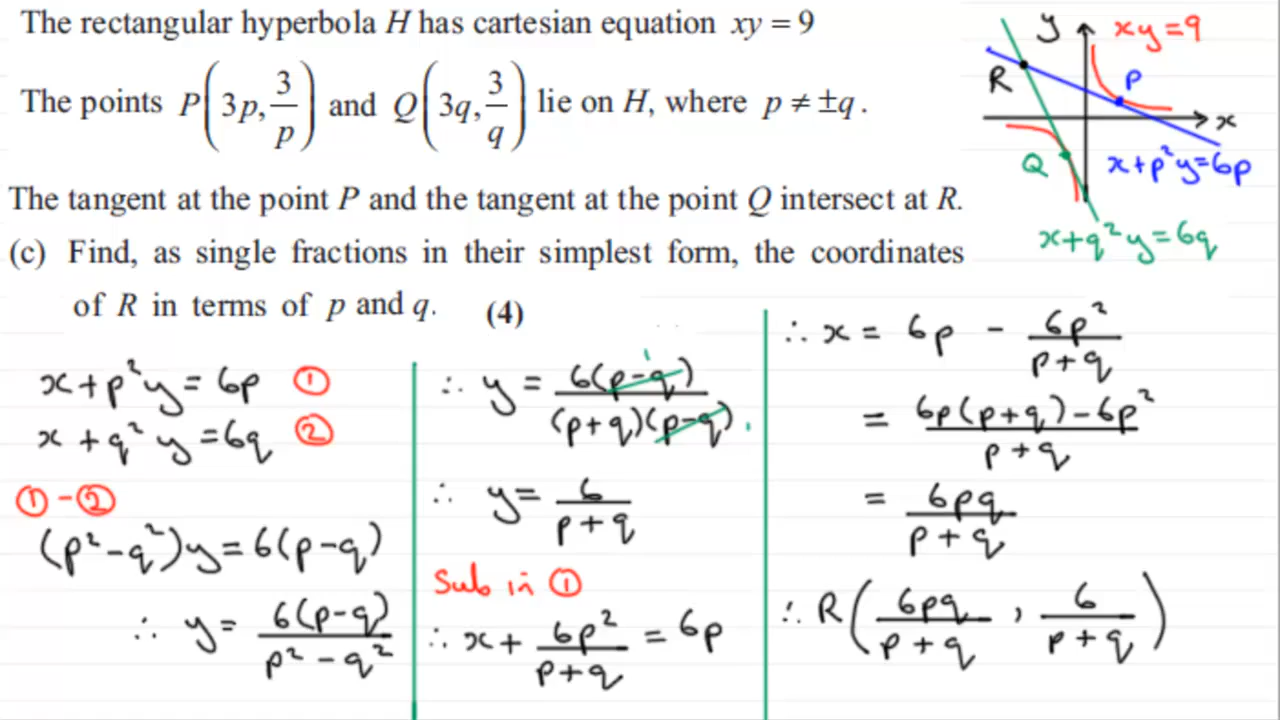 The rectangular hyperbola H has cartesian equation xy = 9
The points P(3p, 3/p) and Q(3q, 3/q) lie on H, where p ≠ ±q.
The tangent at the point P and the tangent at the point Q intersect at R.
(c) Find, as single fractions in their simplest form, the coordinates
of R in terms of p and q. (4)
y
xy = 9
R
P
x
Q
x + p²y = 6p
x + q²y = 6q
x + p²y = 6p ①
x + q²y = 6q ②
① - ②
(p² - q²)y = 6(p - q)
∴ y = 6(p - q)/(p² - q²)
∴ y = 6(p - q)/((p + q)(p - q))
1
1
∴ y = 6/(p + q)
Sub in ①
∴ x + 6p²/(p + q) = 6p
∴ x = 6p - 6p²/(p + q)
= (6p(p + q) - 6p²)/(p + q)
= 6pq/(p + q)
∴ R(6pq/(p + q), 6/(p + q))